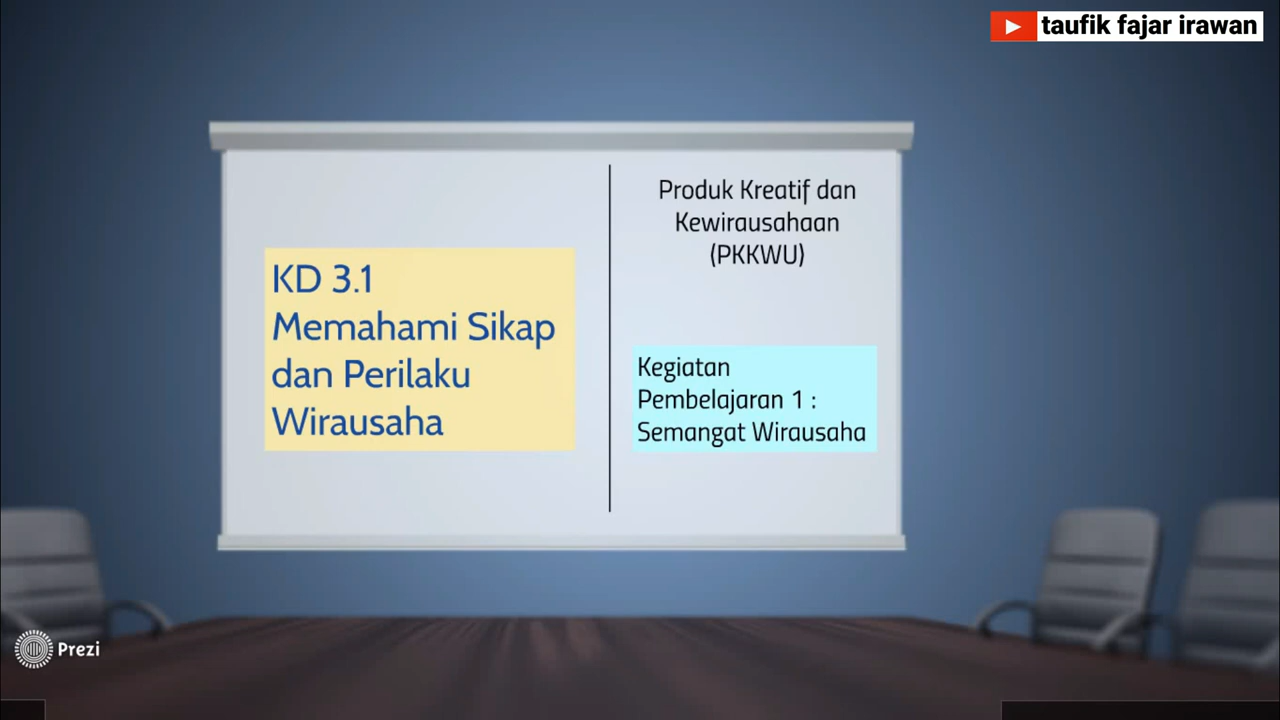 taufik fajar irawan
KD 3.1
Memahami Sikap
dan Perilaku
Wirausaha
Produk Kreatif dan
Kewirausahaan
(PKKWU)
Kegiatan
Pembelajaran 1 :
Semangat Wirausaha
Prezi